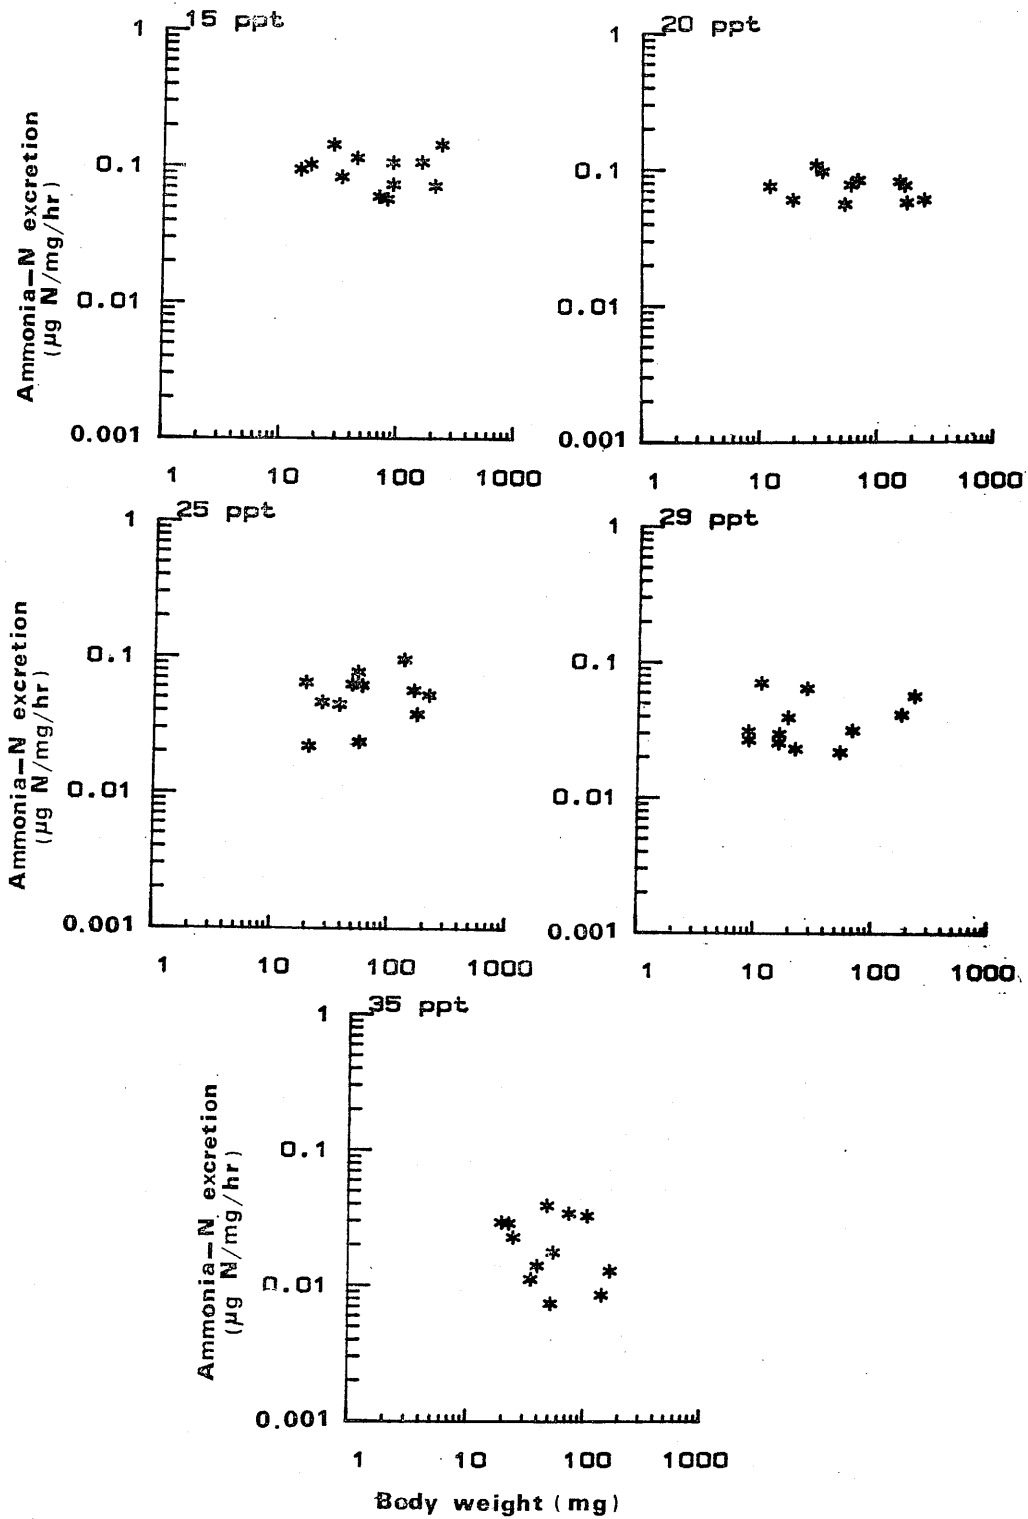 15 ppt
1
0.1
0.01
0.001
1 10 100 1000
Ammonia-N excretion
(µg N/mg/hr)
20 ppt
1
0.1
0.01
0.001
1 10 100 1000
25 ppt
1
0.1
0.01
0.001
1 10 100 1000
Ammonia-N excretion
(µg N/mg/hr)
29 ppt
1
0.1
0.01
0.001
1 10 100 1000
35 ppt
1
0.1
0.01
0.001
1 10 100 1000
Ammonia-N excretion
(µg N/mg/hr)
Body weight (mg)